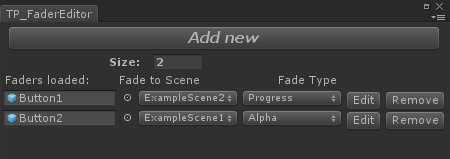 TP_FaderEditor
Add new
Size: 2
Faders loaded: Fade to Scene Fade Type
Button1 ExampleScene2 Progress Edit Remove
Button2 ExampleScene1 Alpha Edit Remove